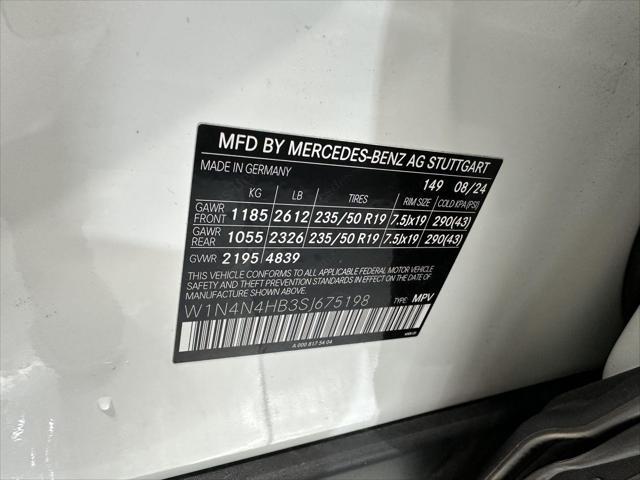 MFD BY MERCEDES-BENZ AG STUTTGART
MADE IN GERMANY 149 08/24
KG LB TIRES RIM SIZE COLD KPA(PSI)
GAWR FRONT 1185 2612 235/50 R19 7.5Jx19 290(43)
GAWR REAR 1055 2326 235/50 R19 7.5Jx19 290(43)
GVWR 2195 4839
THIS VEHICLE CONFORMS TO ALL APPLICABLE FEDERAL MOTOR VEHICLE
SAFETY AND THEFT PREVENTION STANDARDS IN EFFECT ON THE DATE
OF MANUFACTURE SHOWN ABOVE.
W1N4N4HB3SJ675198 TYPE: MPV
A 000 817 54 04